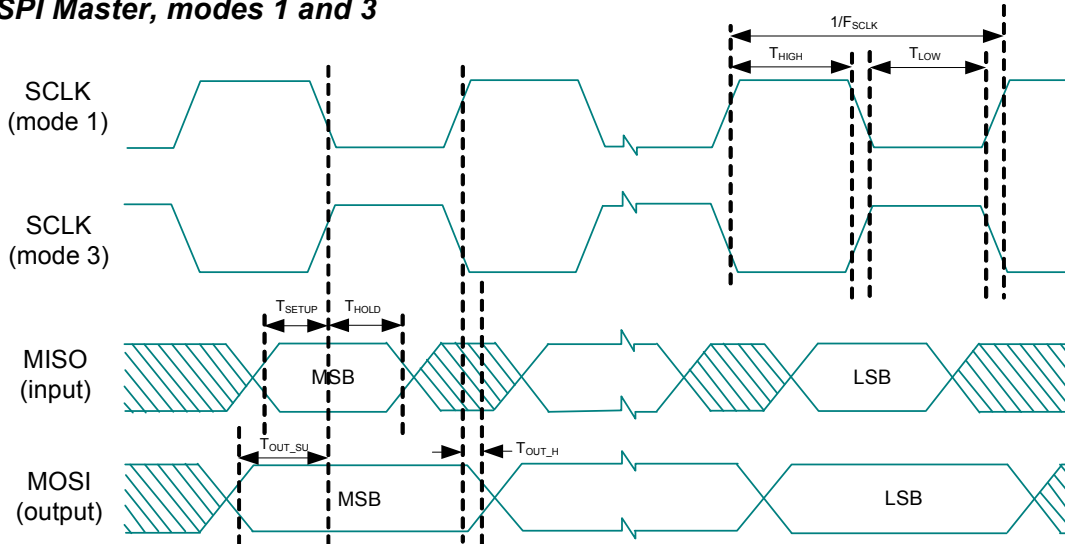 SPI Master, modes 1 and 3
1/FSCLK
THIGH
TLOW
SCLK
(mode 1)
SCLK
(mode 3)
TSETUP
THOLD
MISO
(input)
MSB
LSB
TOUT_SU
TOUT_H
MOSI
(output)
MSB
LSB